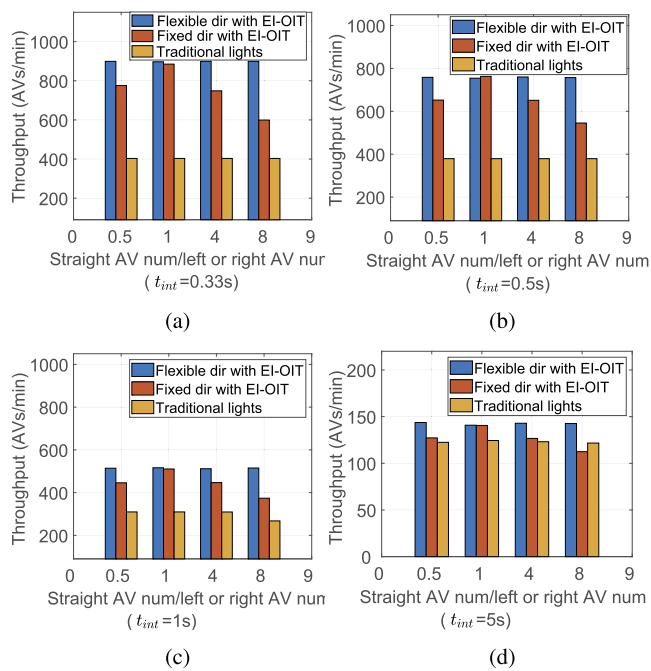 Flexible dir with EI-OIT
Fixed dir with EI-OIT
Traditional lights
Throughput (AVs/min)
1000
800
600
400
200
0 0.5 1 4 8 9
Straight AV num/left or right AV num
( t_int=0.33s)
(a)
Flexible dir with EI-OIT
Fixed dir with EI-OIT
Traditional lights
Throughput (AVs/min)
1000
800
600
400
200
0 0.5 1 4 8 9
Straight AV num/left or right AV num
( t_int=0.5s)
(b)
Flexible dir with EI-OIT
Fixed dir with EI-OIT
Traditional lights
Throughput (AVs/min)
1000
800
600
400
200
0 0.5 1 4 8 9
Straight AV num/left or right AV num
( t_int=1s)
(c)
Flexible dir with EI-OIT
Fixed dir with EI-OIT
Traditional lights
Throughput (AVs/min)
200
150
100
50
0
0 0.5 1 4 8 9
Straight AV num/left or right AV num
( t_int=5s)
(d)